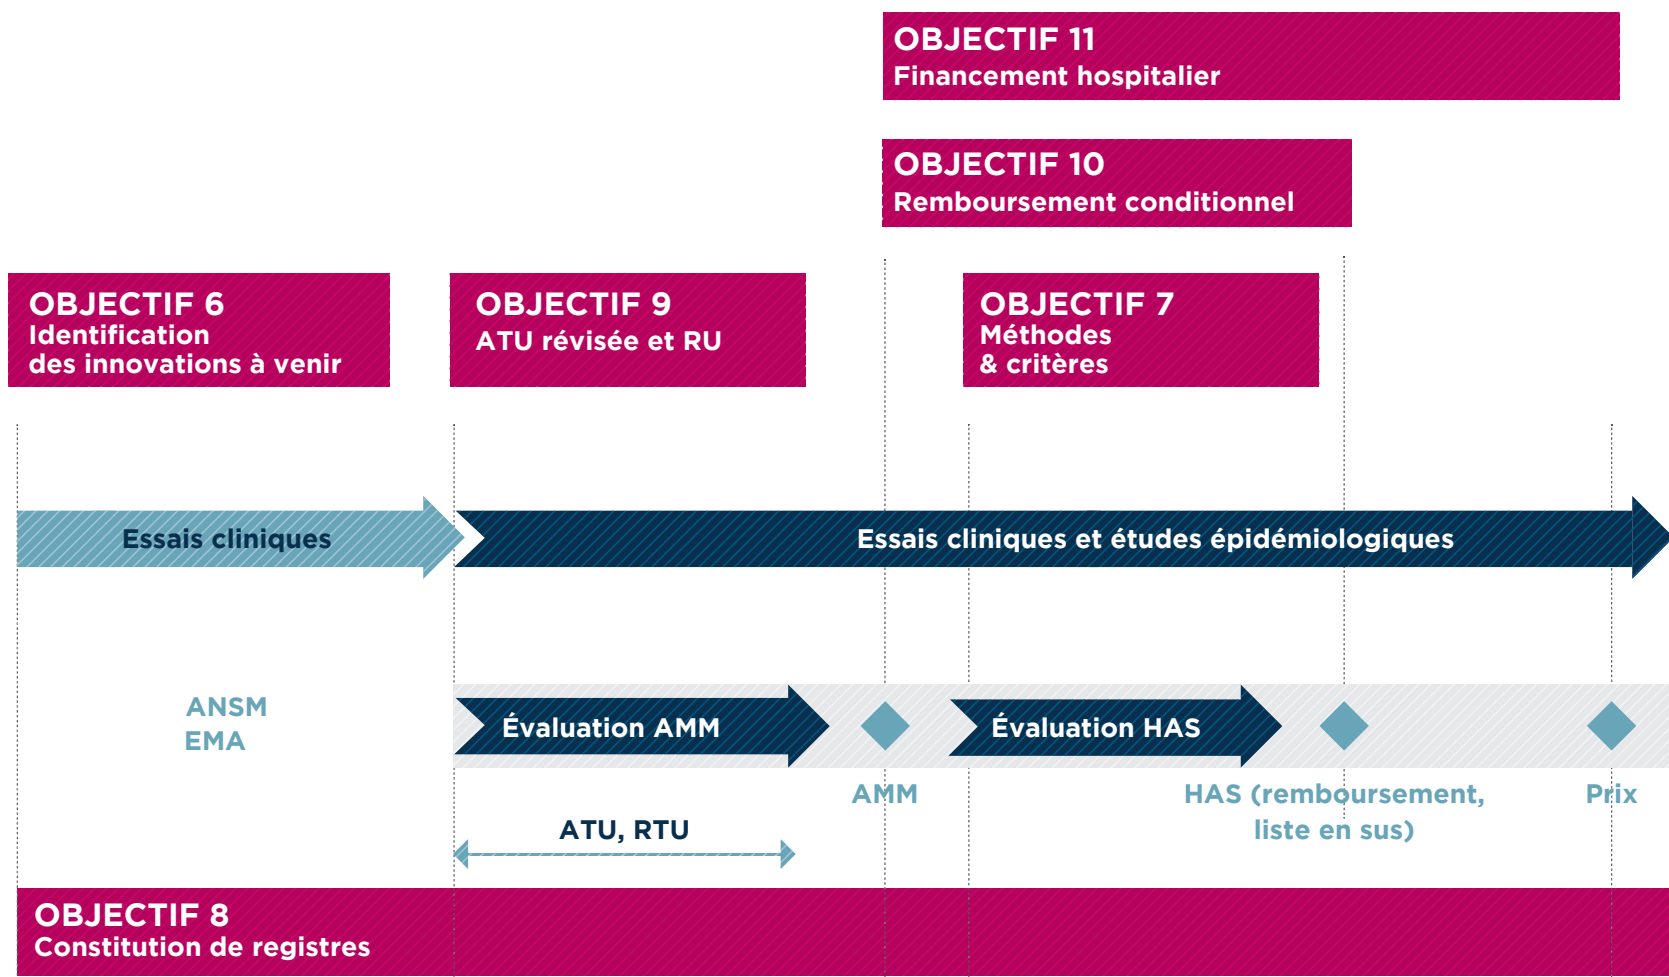 OBJECTIF 11
Financement hospitalier
OBJECTIF 10
Remboursement conditionnel
OBJECTIF 6
Identification
des innovations à venir
OBJECTIF 9
ATU révisée et RU
OBJECTIF 7
Méthodes
& critères
Essais cliniques
Essais cliniques et études épidémiologiques
ANSM
EMA
Évaluation AMM
Évaluation HAS
AMM
HAS (remboursement,
liste en sus)
Prix
ATU, RTU
OBJECTIF 8
Constitution de registres